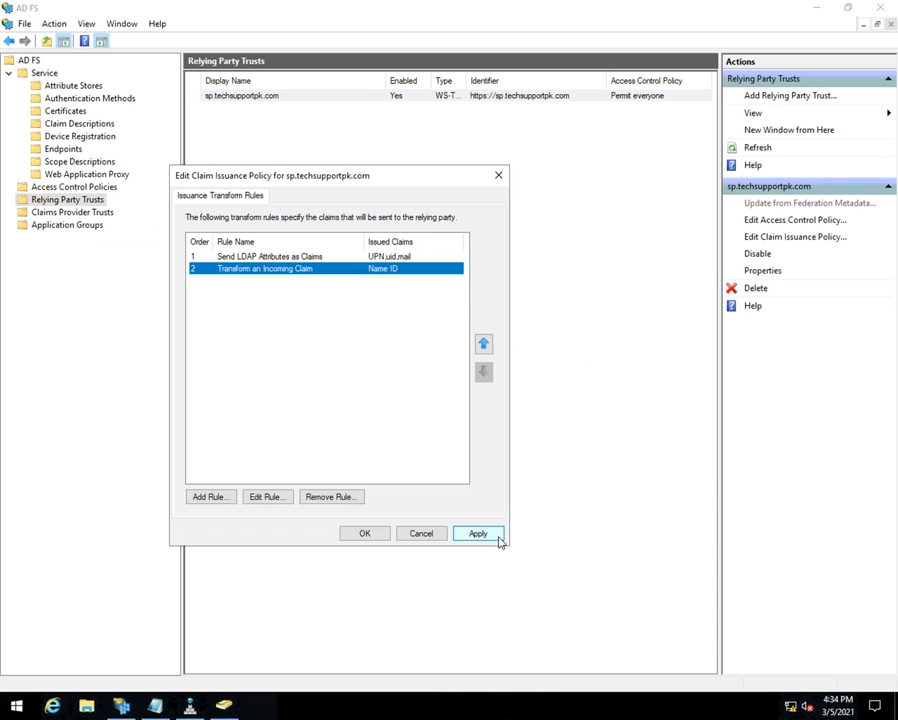 AD FS
File Action View Window Help
AD FS
Service
Attribute Stores
Authentication Methods
Certificates
Claim Descriptions
Device Registration
Endpoints
Scope Descriptions
Web Application Proxy
Access Control Policies
Relying Party Trusts
Claims Provider Trusts
Application Groups
Relying Party Trusts
Display Name Enabled Type Identifier Access Control Policy
sp.techsupportpk.com Yes WS-T... https://sp.techsupportpk.com Permit everyone
Edit Claim Issuance Policy for sp.techsupportpk.com
Issuance Transform Rules
The following transform rules specify the claims that will be sent to the relying party.
Order Rule Name Issued Claims
1 Send LDAP Attributes as Claims UPN,uid,mail
2 Transform an Incoming Claim Name ID
Add Rule... Edit Rule... Remove Rule...
OK Cancel Apply
Actions
Relying Party Trusts
Add Relying Party Trust...
View
New Window from Here
Refresh
Help
sp.techsupportpk.com
Update from Federation Metadata...
Edit Access Control Policy...
Edit Claim Issuance Policy...
Disable
Properties
Delete
Help
4:34 PM
3/5/2021